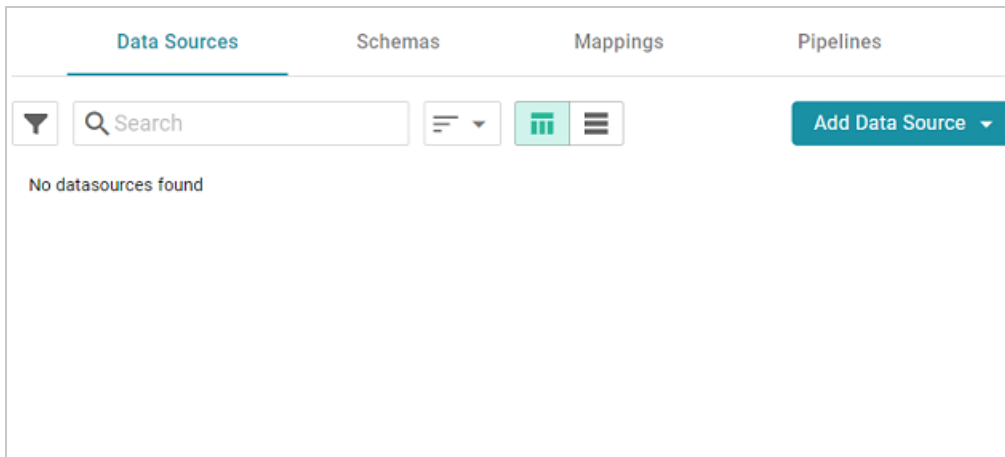 Data Sources Schemas Mappings Pipelines
Search Add Data Source
No datasources found